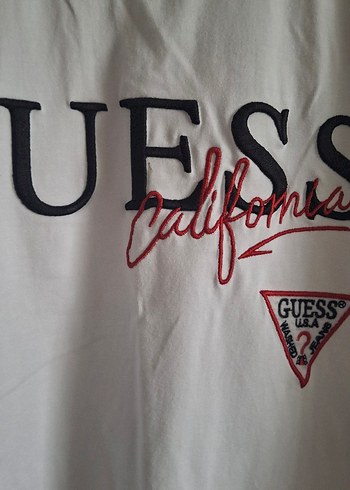 UESS
California
GUESS®
U.S.A
WASHED JEANS
?